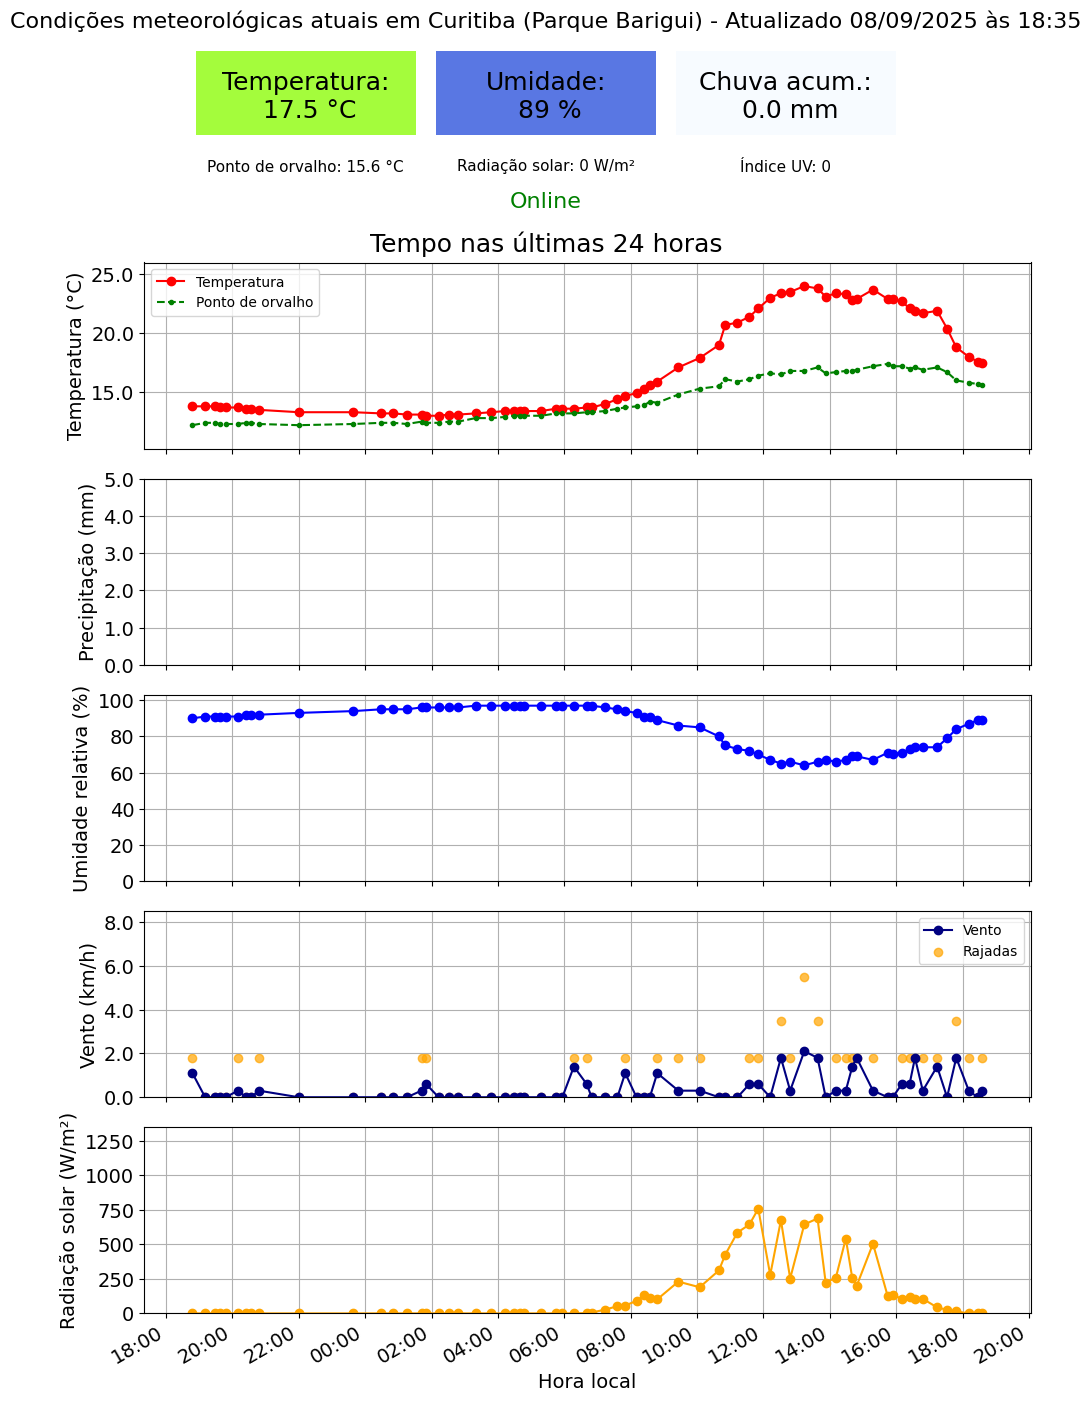 Condições meteorológicas atuais em Curitiba (Parque Barigui) - Atualizado 08/09/2025 às 18:35
Temperatura:
17.5 °C
Umidade:
89 %
Chuva acum.:
0.0 mm
Ponto de orvalho: 15.6 °C
Radiação solar: 0 W/m²
Índice UV: 0
Online
Tempo nas últimas 24 horas
Temperatura (°C)
25.0
20.0
15.0
Temperatura
Ponto de orvalho
Precipitação (mm)
5.0
4.0
3.0
2.0
1.0
0.0
Umidade relativa (%)
100
80
60
40
20
0
Vento (km/h)
8.0
6.0
4.0
2.0
0.0
Vento
Rajadas
Radiação solar (W/m²)
1250
1000
750
500
250
0
18:00
20:00
22:00
00:00
02:00
04:00
06:00
08:00
10:00
12:00
14:00
16:00
18:00
20:00
Hora local